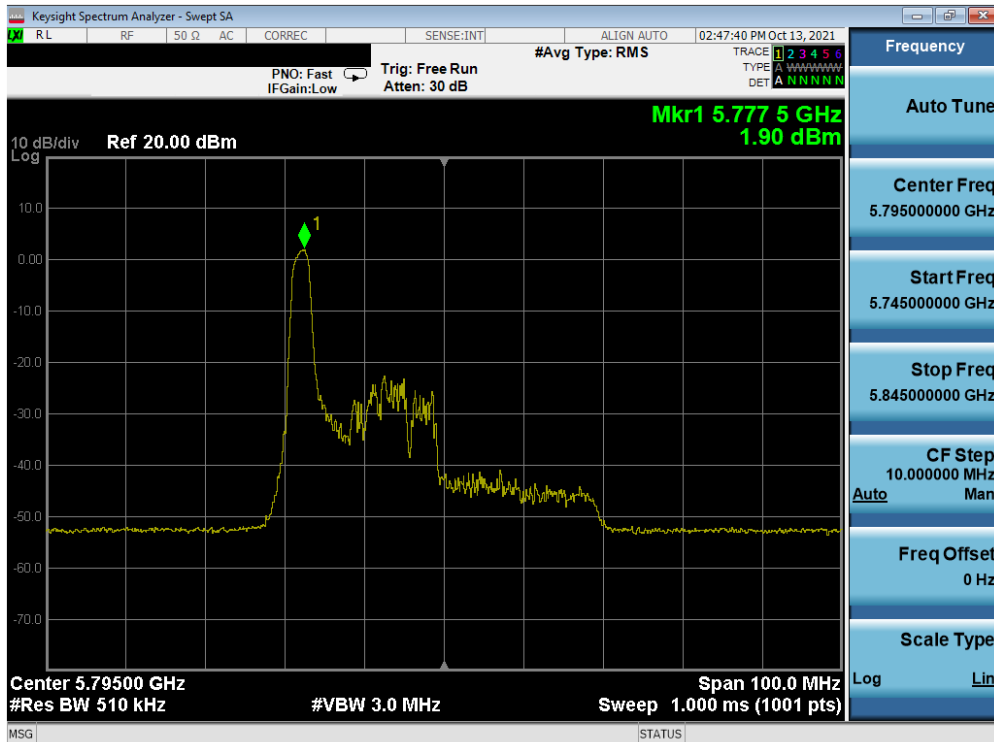 Keysight Spectrum Analyzer - Swept SA
LXI RL RF 50 Ω AC CORREC SENSE:INT ALIGN AUTO 02:47:40 PM Oct 13, 2021
#Avg Type: RMS
TRACE 1 2 3 4 5 6
TYPE A WWWWW
DET A N N N N N
PNO: Fast
IFGain:Low
Trig: Free Run
Atten: 30 dB
Mkr1 5.777 5 GHz
1.90 dBm
10 dB/div
Log
Ref 20.00 dBm
1
10.0
0.00
-10.0
-20.0
-30.0
-40.0
-50.0
-60.0
-70.0
Center 5.79500 GHz
Span 100.0 MHz
#Res BW 510 kHz
#VBW 3.0 MHz
Sweep 1.000 ms (1001 pts)
MSG
STATUS
Frequency
Auto Tune
Center Freq
5.795000000 GHz
Start Freq
5.745000000 GHz
Stop Freq
5.845000000 GHz
CF Step
10.000000 MHz
Auto Man
Freq Offset
0 Hz
Scale Type
Log Lin